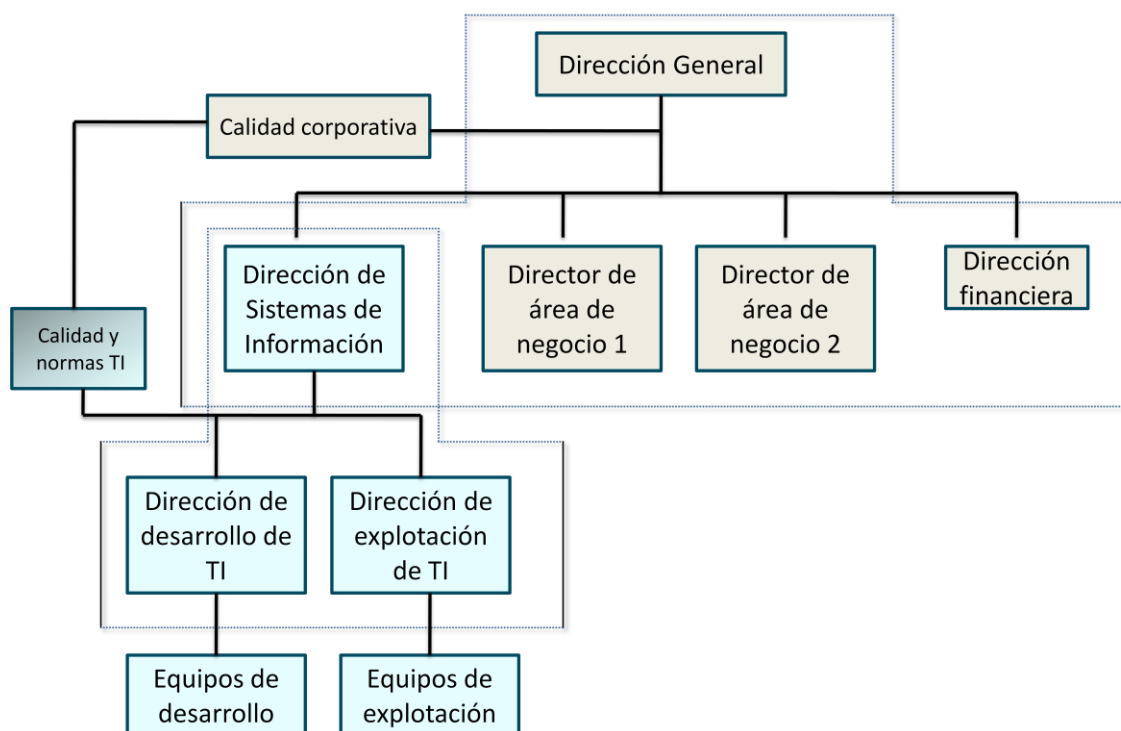 Dirección General
Calidad corporativa
Dirección de
Sistemas de
Información
Director de
área de
negocio 1
Director de
área de
negocio 2
Dirección
financiera
Calidad y
normas TI
Dirección de
desarrollo de
TI
Dirección de
explotación
de TI
Equipos de
desarrollo
Equipos de
explotación